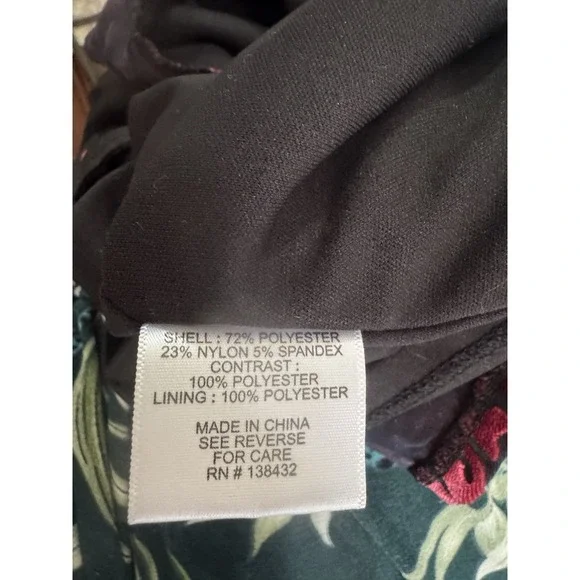 SHELL : 72% POLYESTER
23% NYLON 5% SPANDEX
CONTRAST :
100% POLYESTER
LINING : 100% POLYESTER
MADE IN CHINA
SEE REVERSE
FOR CARE
RN # 138432